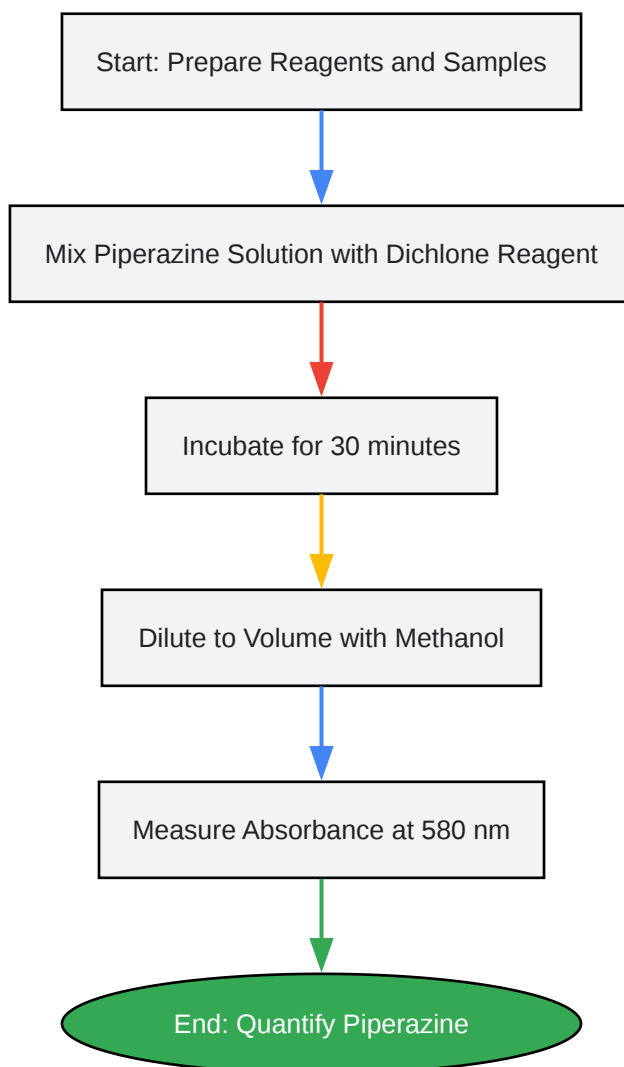 Start: Prepare Reagents and Samples
Mix Piperazine Solution with Dichlone Reagent
Incubate for 30 minutes
Dilute to Volume with Methanol
Measure Absorbance at 580 nm
End: Quantify Piperazine